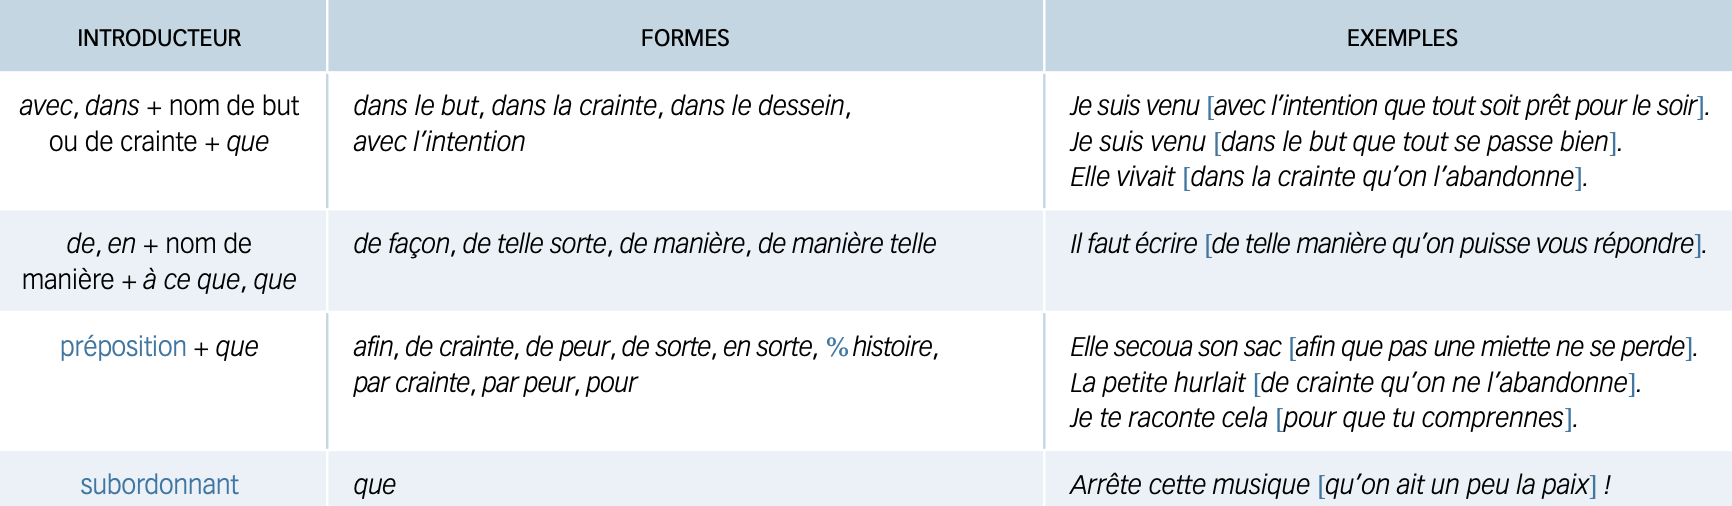 INTRODUCTEUR FORMES EXEMPLES
avec, dans + nom de but
ou de crainte + que
dans le but, dans la crainte, dans le dessein,
avec l’intention
Je suis venu [avec l’intention que tout soit prêt pour le soir].
Je suis venu [dans le but que tout se passe bien].
Elle vivait [dans la crainte qu’on l’abandonne].
de, en + nom de
manière + à ce que, que
de façon, de telle sorte, de manière, de manière telle
Il faut écrire [de telle manière qu’on puisse vous répondre].
préposition + que
afin, de crainte, de peur, de sorte, en sorte, % histoire,
par crainte, par peur, pour
Elle secoua son sac [afin que pas une miette ne se perde].
La petite hurlait [de crainte qu’on ne l’abandonne].
Je te raconte cela [pour que tu comprennes].
subordonnant
que
Arrête cette musique [qu’on ait un peu la paix] !